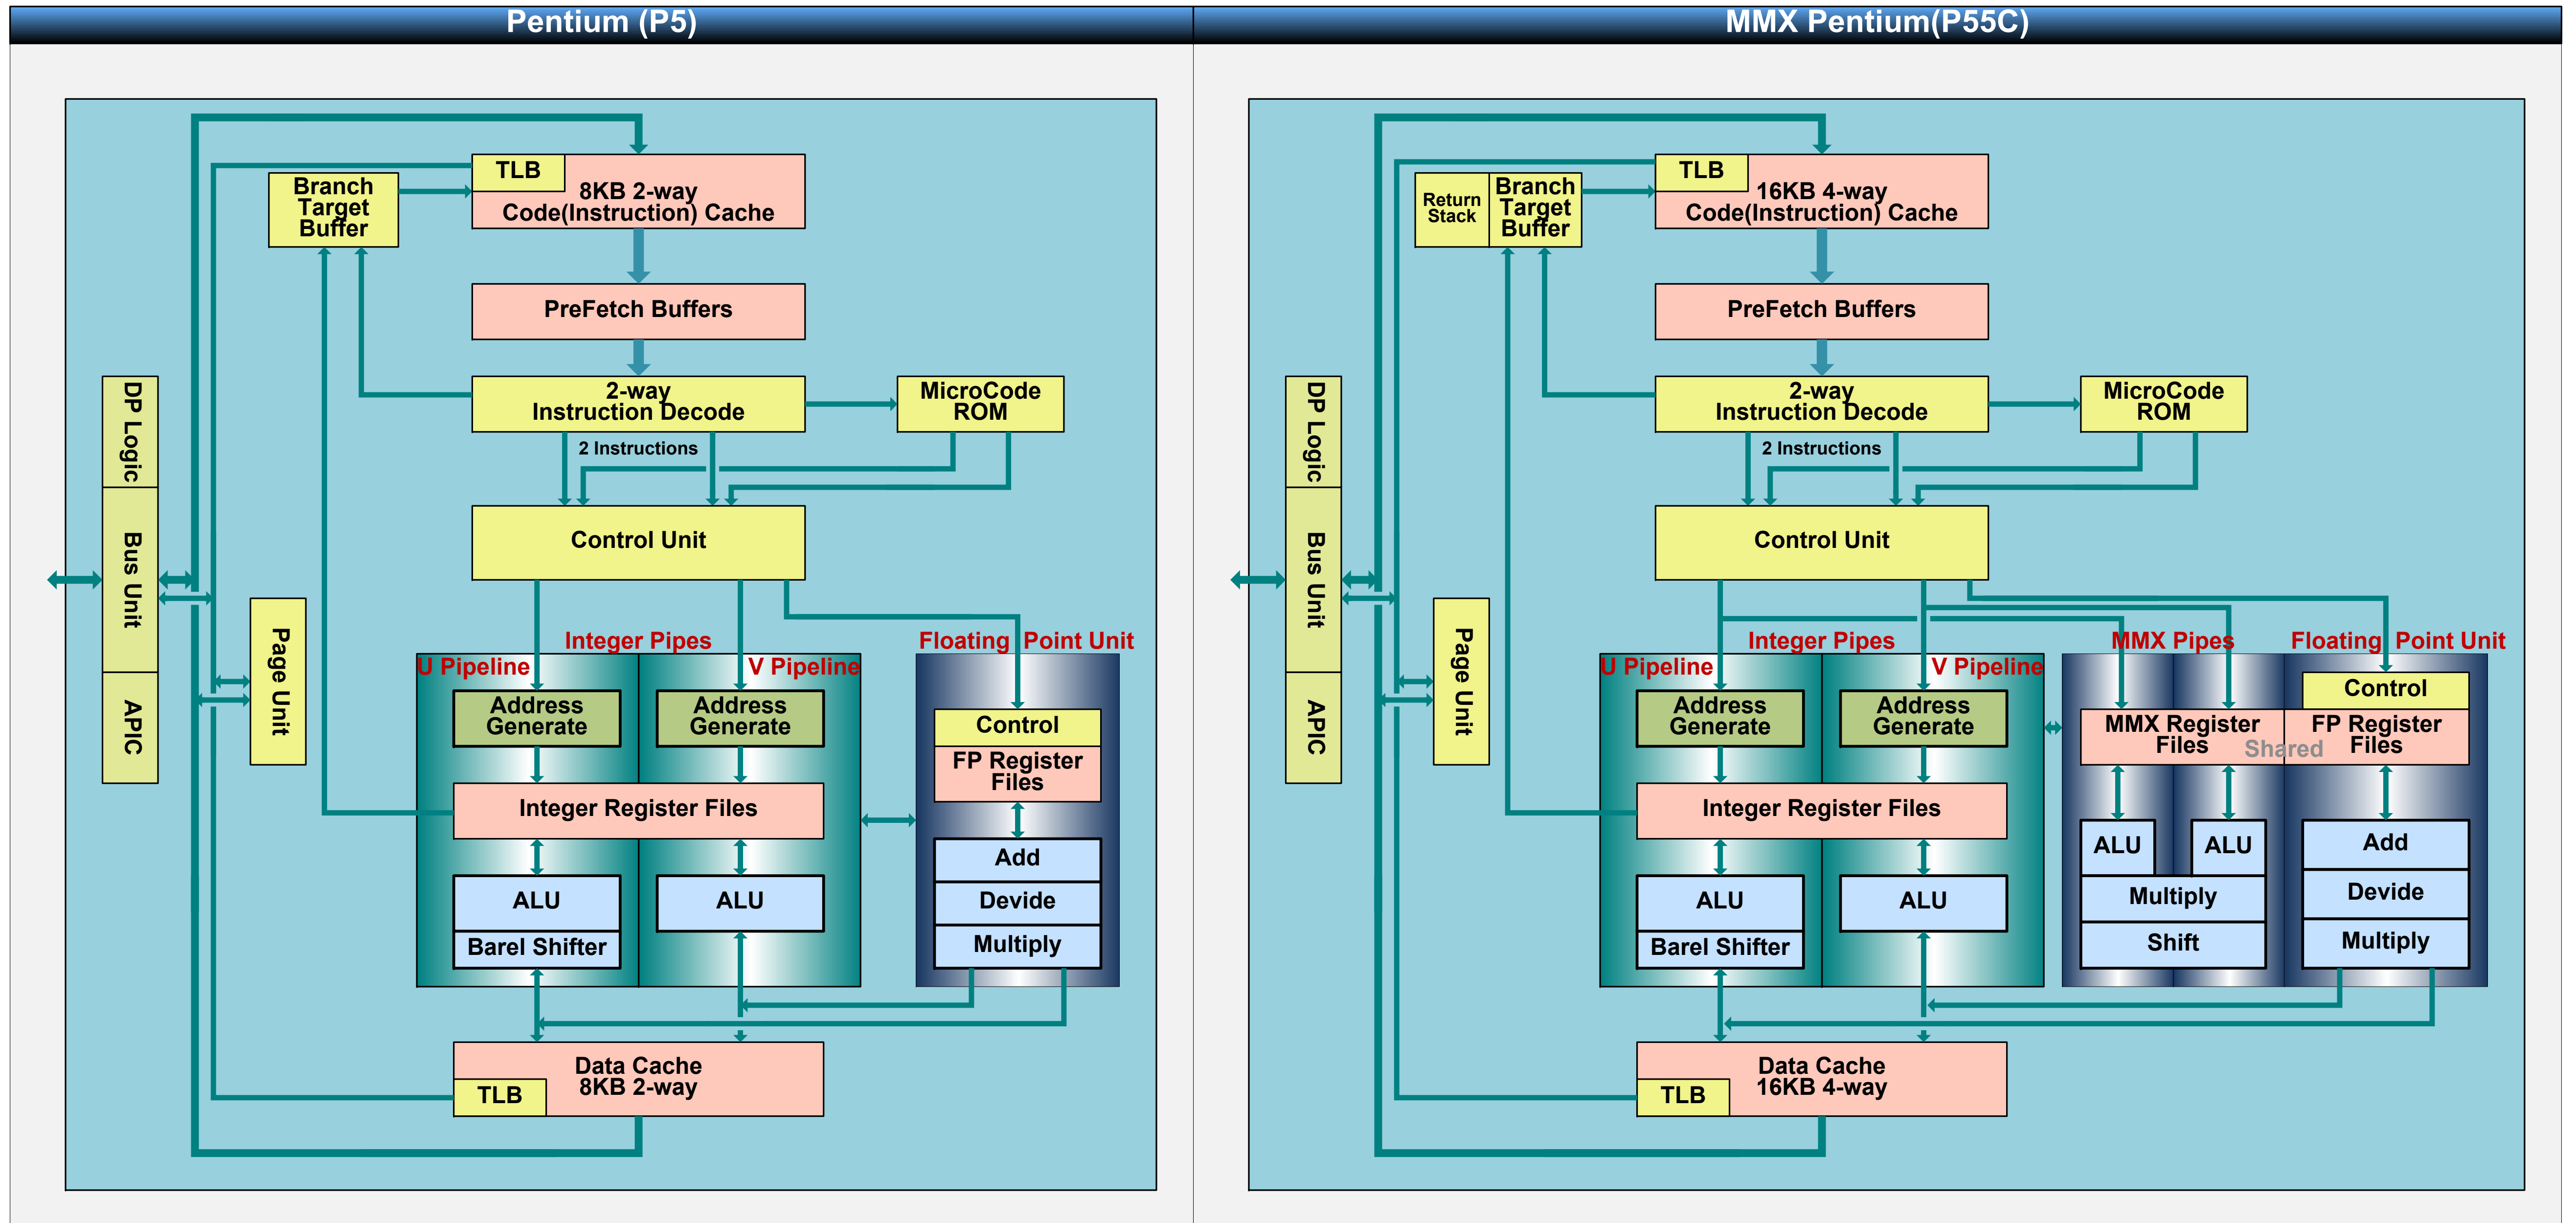 Pentium (P5)
TLB
8KB 2-way
Code(Instruction) Cache
Branch
Target
Buffer
PreFetch Buffers
2-way
Instruction Decode
MicroCode
ROM
2 Instructions
Control Unit
DP Logic
Bus Unit
APIC
Page Unit
Integer Pipes
U Pipeline
V Pipeline
Floating Point Unit
Address
Generate
Address
Generate
Integer Register Files
ALU
Barel Shifter
ALU
Control
FP Register
Files
Add
Devide
Multiply
Data Cache
8KB 2-way
TLB
MMX Pentium(P55C)
TLB
16KB 4-way
Code(Instruction) Cache
Return
Stack
Branch
Target
Buffer
PreFetch Buffers
2-way
Instruction Decode
MicroCode
ROM
2 Instructions
Control Unit
DP Logic
Bus Unit
APIC
Page Unit
Integer Pipes
U Pipeline
V Pipeline
MMX Pipes
Floating Point Unit
Address
Generate
Address
Generate
Integer Register Files
ALU
Barel Shifter
ALU
MMX Register
Files
Shared
Control
FP Register
Files
ALU
ALU
Multiply
Shift
Add
Devide
Multiply
Data Cache
16KB 4-way
TLB